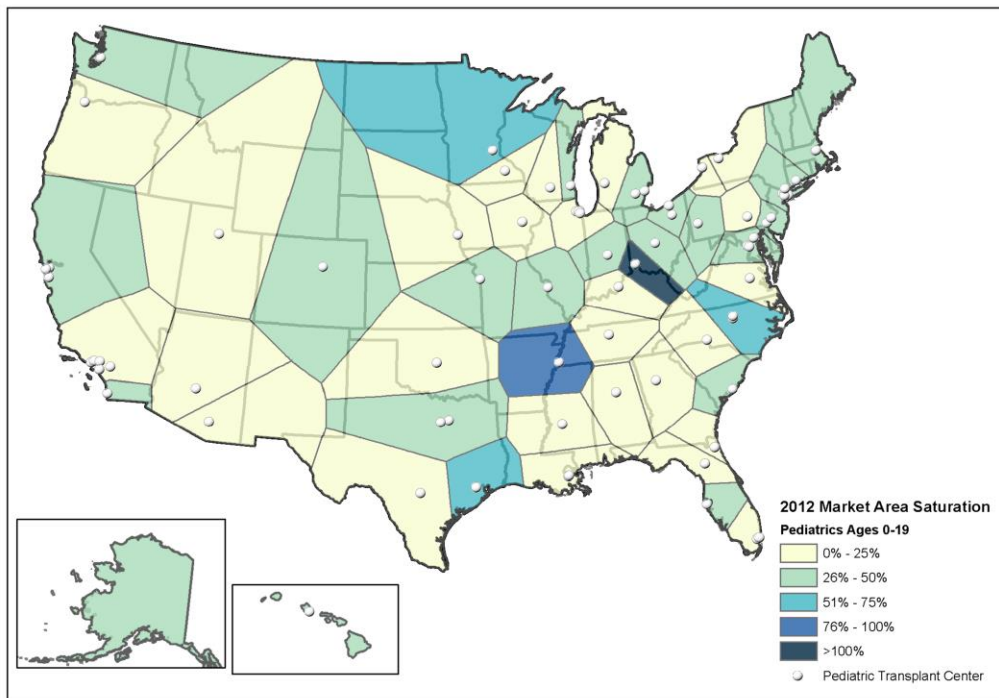 2012 Market Area Saturation
Pediatrics Ages 0-19
0% - 25%
26% - 50%
51% - 75%
76% - 100%
>100%
Pediatric Transplant Center